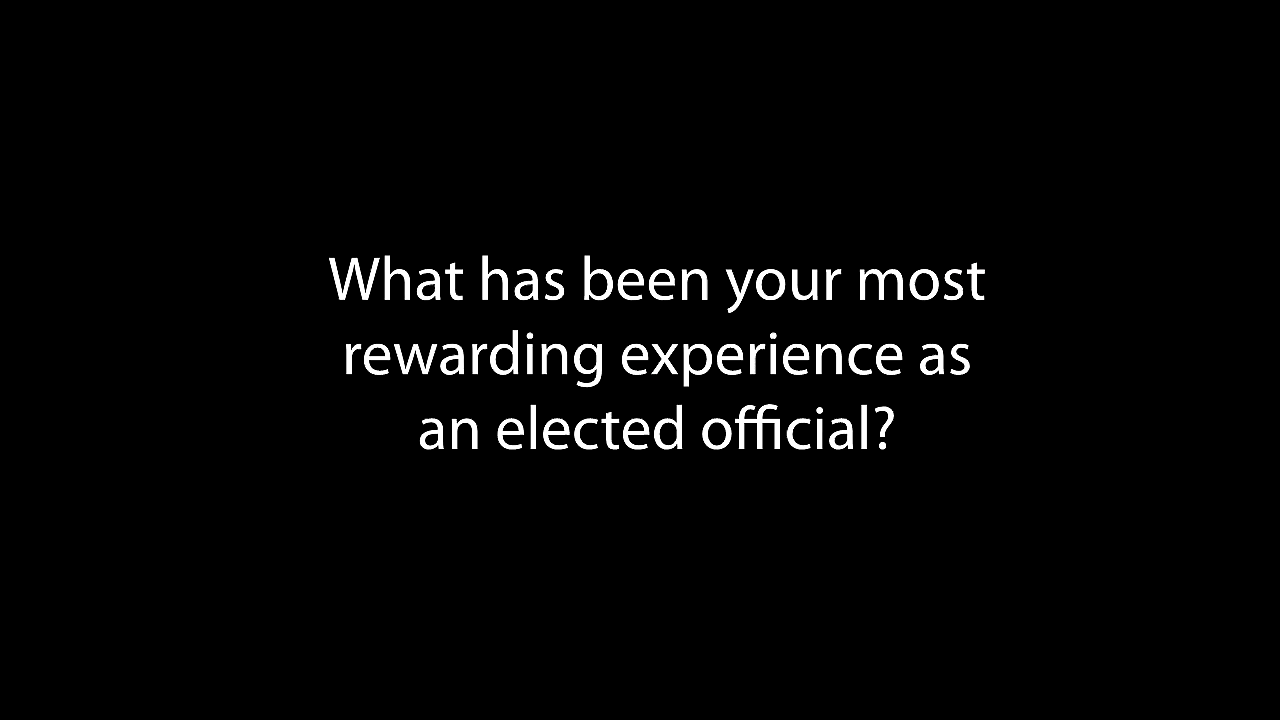 What has been your most
rewarding experience as
an elected official?